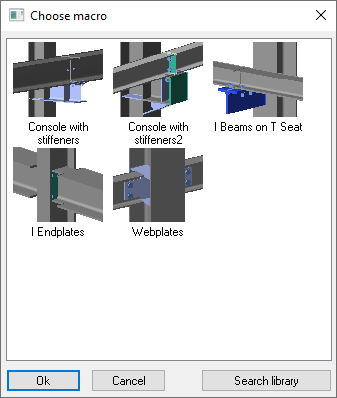 Choose macro
Console with
stiffeners
Console with
stiffeners2
I Beams on T Seat
I Endplates
Webplates
Ok
Cancel
Search library